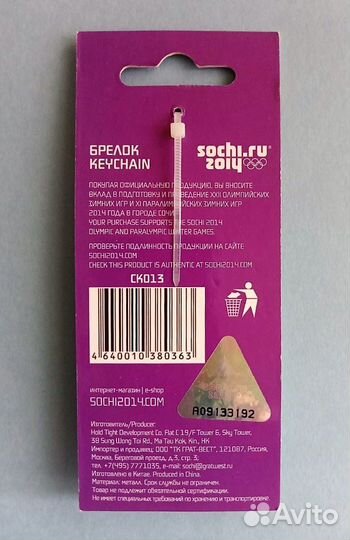 sochi.ru
2014
БРЕЛОК
KEYCHAIN
ПОКУПАЯ ОФИЦИАЛЬНУЮ ПРОДУКЦИЮ, ВЫ ВНОСИТЕ
ВКЛАД В ПОДГОТОВКУ И ПРОВЕДЕНИЕ XXII ОЛИМПИЙСКИХ
ЗИМНИХ ИГР И XI ПАРАЛИМПИЙСКИХ ЗИМНИХ ИГР
2014 ГОДА В ГОРОДЕ СОЧИ
YOUR PURCHASE SUPPORTS THE SOCHI 2014
OLYMPIC AND PARALYMPIC WINTER GAMES.
ПРОВЕРЬТЕ ПОДЛИННОСТЬ ПРОДУКЦИИ НА САЙТЕ
SOCHI2014.COM
CHECK THIS PRODUCT IS AUTHENTIC AT SOCHI2014.COM
CK013
4 640010 380363
A09133192
интернет-магазин | e-shop
SOCHI2014.COM
Изготовитель/Producer
Hold Tight Development Co. Flat C 19/F Tower 6, Sky Tower,
38 Sung Wong Toi Rd, Ma Tau Kok, Kln, HK
Импортер и продавец: ООО "ТК ГРАТ-ВЕСТ", 121087, Россия,
Москва, Береговой проезд, д.3, стр. 3;
тел. +7(495) 7771035, e-mail: sochi@gratwest.ru
Изготовлено в Китае. Produced in China.
Материал: металл. Срок службы не ограничен.
Товар не подлежит обязательной сертификации.
Не имеет специальных требований по хранению и транспортировке.
Avito